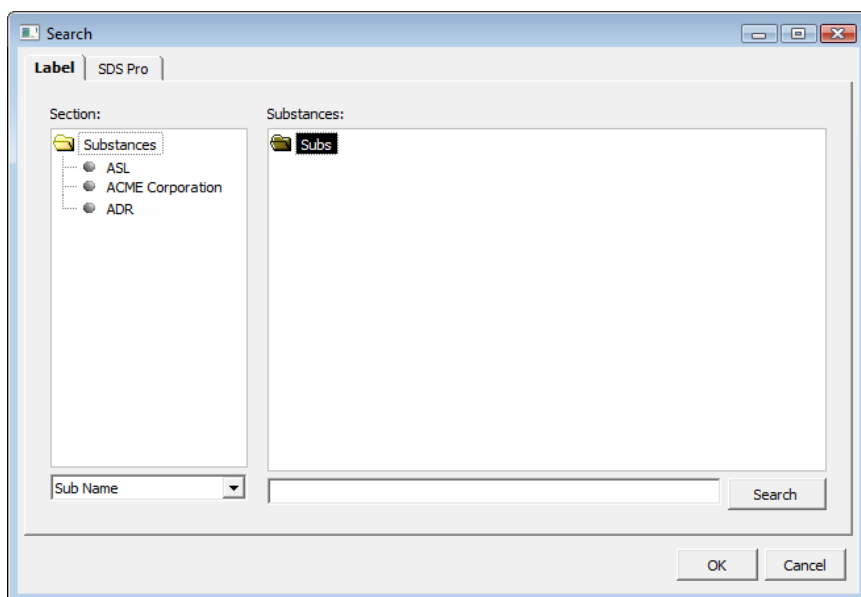 Search
Label
SDS Pro
Section:
Substances:
Substances
Subs
ASL
ACME Corporation
ADR
Sub Name
Search
OK
Cancel